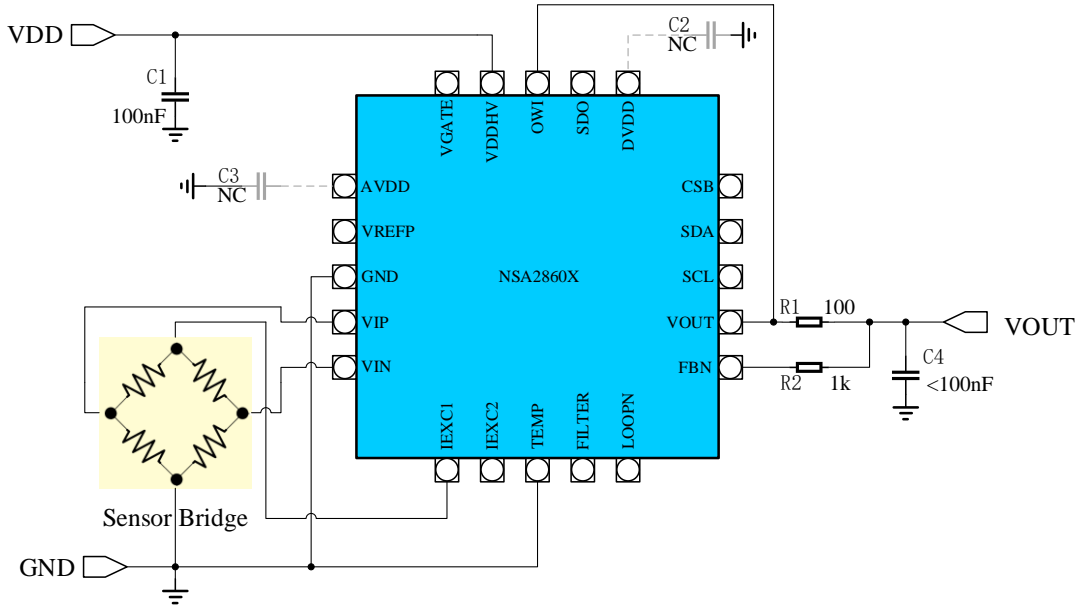 VDD
C1
100nF
C2
NC
VGATE
VDDHV
OWI
SDO
DVDD
C3
NC
AVDD
VREFP
GND
VIP
VIN
NSA2860X
CSB
SDA
SCL
VOUT
FBN
R1 100
R2 1k
VOUT
C4
<100nF
IEXC1
IEXC2
TEMP
FILTER
LOOPN
Sensor Bridge
GND